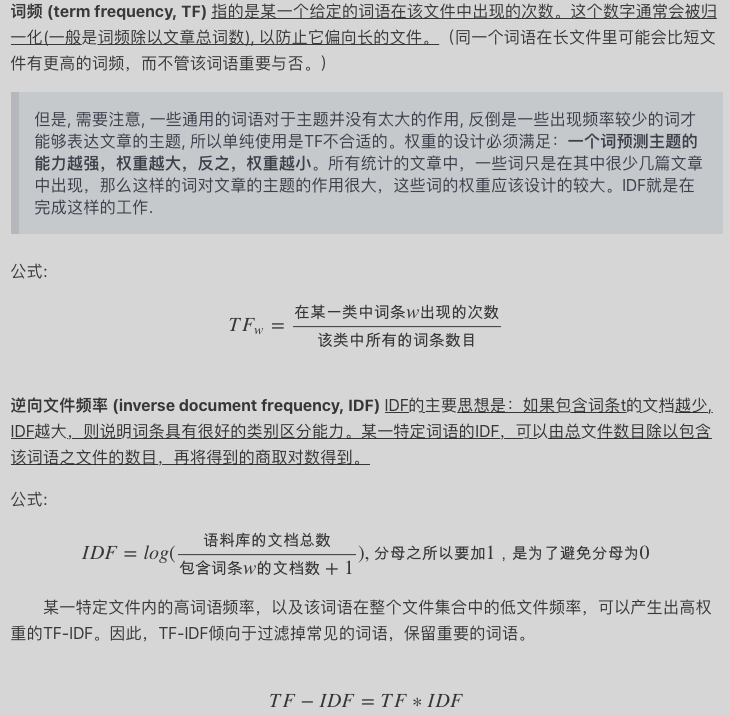 词频 (term frequency, TF) 指的是某一个给定的词语在该文件中出现的次数。这个数字通常会被归
一化(一般是词频除以文章总词数), 以防止它偏向长的文件。（同一个词语在长文件里可能会比短文
件有更高的词频，而不管该词语重要与否。）
但是, 需要注意, 一些通用的词语对于主题并没有太大的作用, 反倒是一些出现频率较少的词才
能够表达文章的主题, 所以单纯使用是TF不合适的。权重的设计必须满足：一个词预测主题的
能力越强，权重越大，反之，权重越小。所有统计的文章中，一些词只是在其中很少几篇文章
中出现，那么这样的词对文章的主题的作用很大，这些词的权重应该设计的较大。IDF就是在
完成这样的工作.
公式:
TF_w = 在某一类中词条w出现的次数
该类中所有的词条数目
逆向文件频率 (inverse document frequency, IDF) IDF的主要思想是：如果包含词条t的文档越少,
IDF越大，则说明词条具有很好的类别区分能力。某一特定词语的IDF，可以由总文件数目除以包含
该词语之文件的数目，再将得到的商取对数得到。
公式:
IDF = log(语料库的文档总数
包含词条w的文档数 + 1), 分母之所以要加1，是为了避免分母为0
某一特定文件内的高词语频率，以及该词语在整个文件集合中的低文件频率，可以产生出高权
重的TF-IDF。因此，TF-IDF倾向于过滤掉常见的词语，保留重要的词语。
TF − IDF = TF ∗ IDF